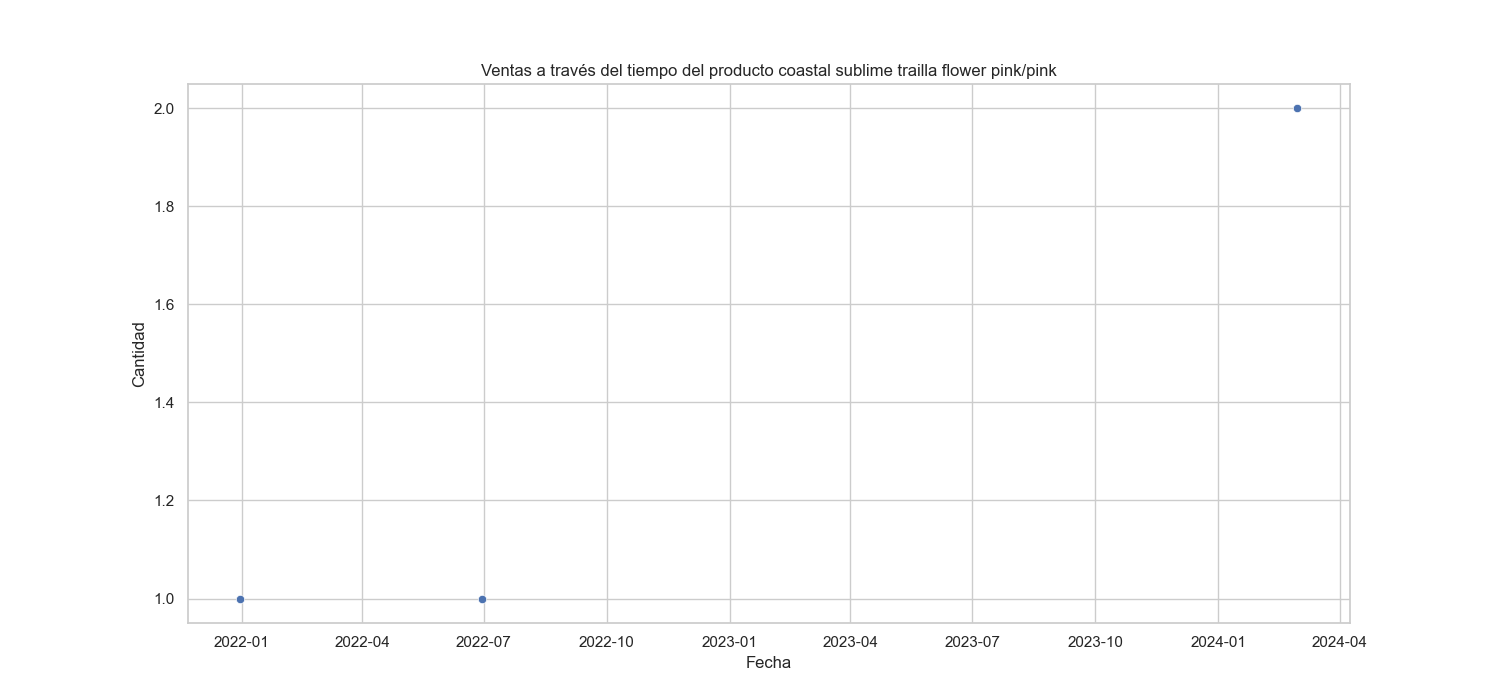 Ventas a través del tiempo del producto coastal sublime trailla flower pink/pink
2.0
1.8
1.6
1.4
1.2
1.0
Cantidad
2022-01 2022-04 2022-07 2022-10 2023-01 2023-04 2023-07 2023-10 2024-01 2024-04
Fecha